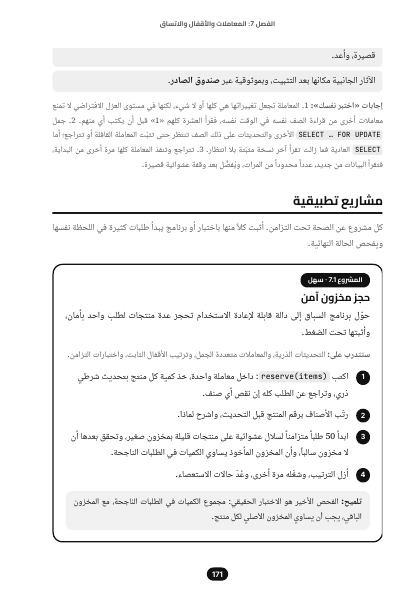 الفصل 7: المعاملات والأقفال والاتساق
قصيرة، وأعد.
الآثار الجانبية مكانها بعد التثبيت، وبموثوقية عبر صندوق الصادر.
إجابات «اختبر نفسك»: 1. المعاملة تجعل تغييراتها هي كلها أو لا شيء، لكنها في مستوى العزل الافتراضي لا تمنع
معاملات أخرى من قراءة الصف نفسه في الوقت نفسه، فقرأ العشرة كلهم «1» قبل أن يكتب أي منهم. 2. جمل
SELECT … FOR UPDATE الأخرى والتحديثات على ذلك الصف تنتظر حتى تثبّت المعاملة القافلة أو تتراجع؛ أما
SELECT العادية فما زالت تقرأ آخر نسخة مثبّتة بلا انتظار. 3. تراجع وتنفذ المعاملة كلها مرة أخرى من البداية،
فتقرأ البيانات من جديد، عدداً محدوداً من المرات، ويُفضَّل بعد وقفة عشوائية قصيرة.
مشاريع تطبيقية
كل مشروع عن الصحة تحت التزامن. أثبت كلاً منها باختبار أو برنامج يبدأ طلبات كثيرة في اللحظة نفسها
ويفحص الحالة النهائية.
المشروع 7.1 · سهل
حجز مخزون آمن
حوّل برنامج السباق إلى دالة قابلة لإعادة الاستخدام تحجز عدة منتجات لطلب واحد بأمان،
وأثبتها تحت الضغط.
ستتدرب على: التحديثات الذرية، والمعاملات متعددة الجمل، وترتيب الأقفال الثابت، واختبارات التزامن.
1 اكتب reserve(items): داخل معاملة واحدة، خذ كمية كل منتج بتحديث شرطي
ذري، وتراجع عن الطلب كله إن نقص أي صنف.
2 رتّب الأصناف برقم المنتج قبل التحديث، واشرح لماذا.
3 ابدأ 50 طلباً متزامناً لسلال عشوائية على منتجات قليلة بمخزون صغير، وتحقق بعدها أن
لا مخزون سالباً، وأن المخزون المأخوذ يساوي الكميات في الطلبات الناجحة.
4 أزل الترتيب، وشغّله مرة أخرى، وعُدّ حالات الاستعصاء.
تلميح: الفحص الأخير هو الاختبار الحقيقي: مجموع الكميات في الطلبات الناجحة، مع المخزون
الباقي، يجب أن يساوي المخزون الأصلي لكل منتج.
171